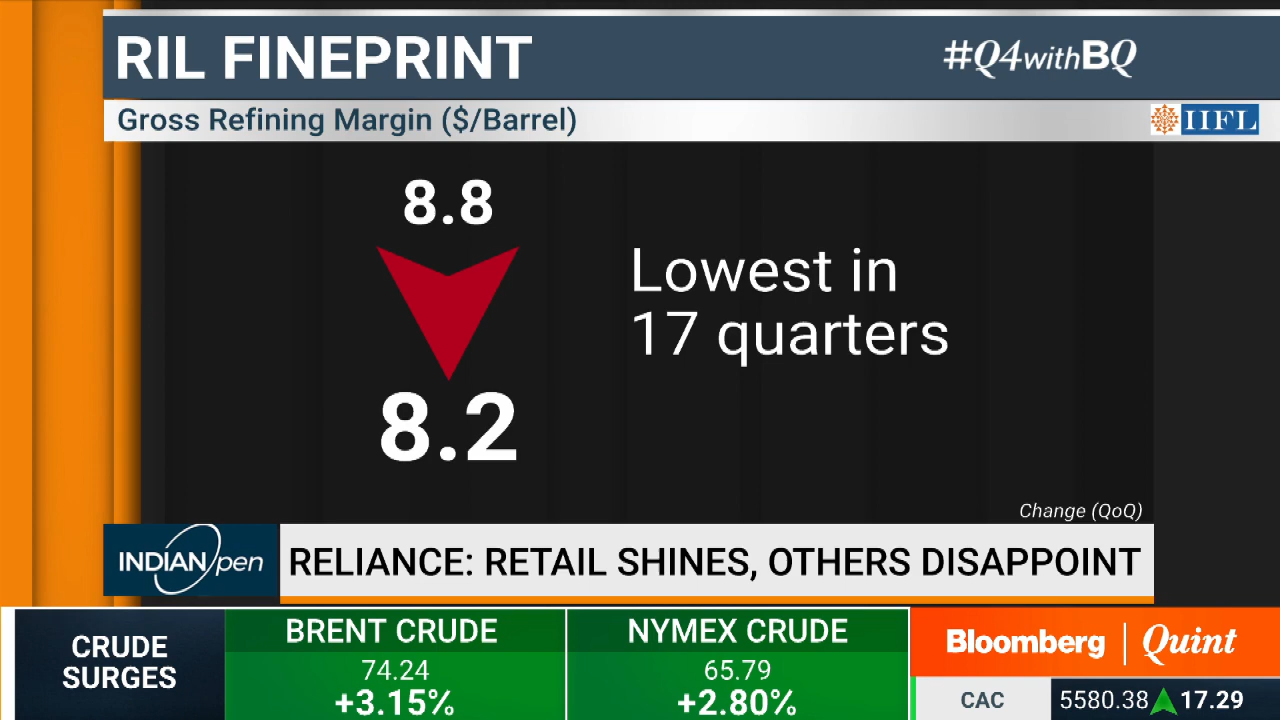 RIL FINEPRINT
#Q4withBQ
Gross Refining Margin ($/Barrel)
IIFL
8.8
Lowest in
17 quarters
8.2
Change (QoQ)
INDIAN Open
RELIANCE: RETAIL SHINES, OTHERS DISAPPOINT
CRUDE
SURGES
BRENT CRUDE
74.24
+3.15%
NYMEX CRUDE
65.79
+2.80%
Bloomberg | Quint
CAC
5580.38 17.29